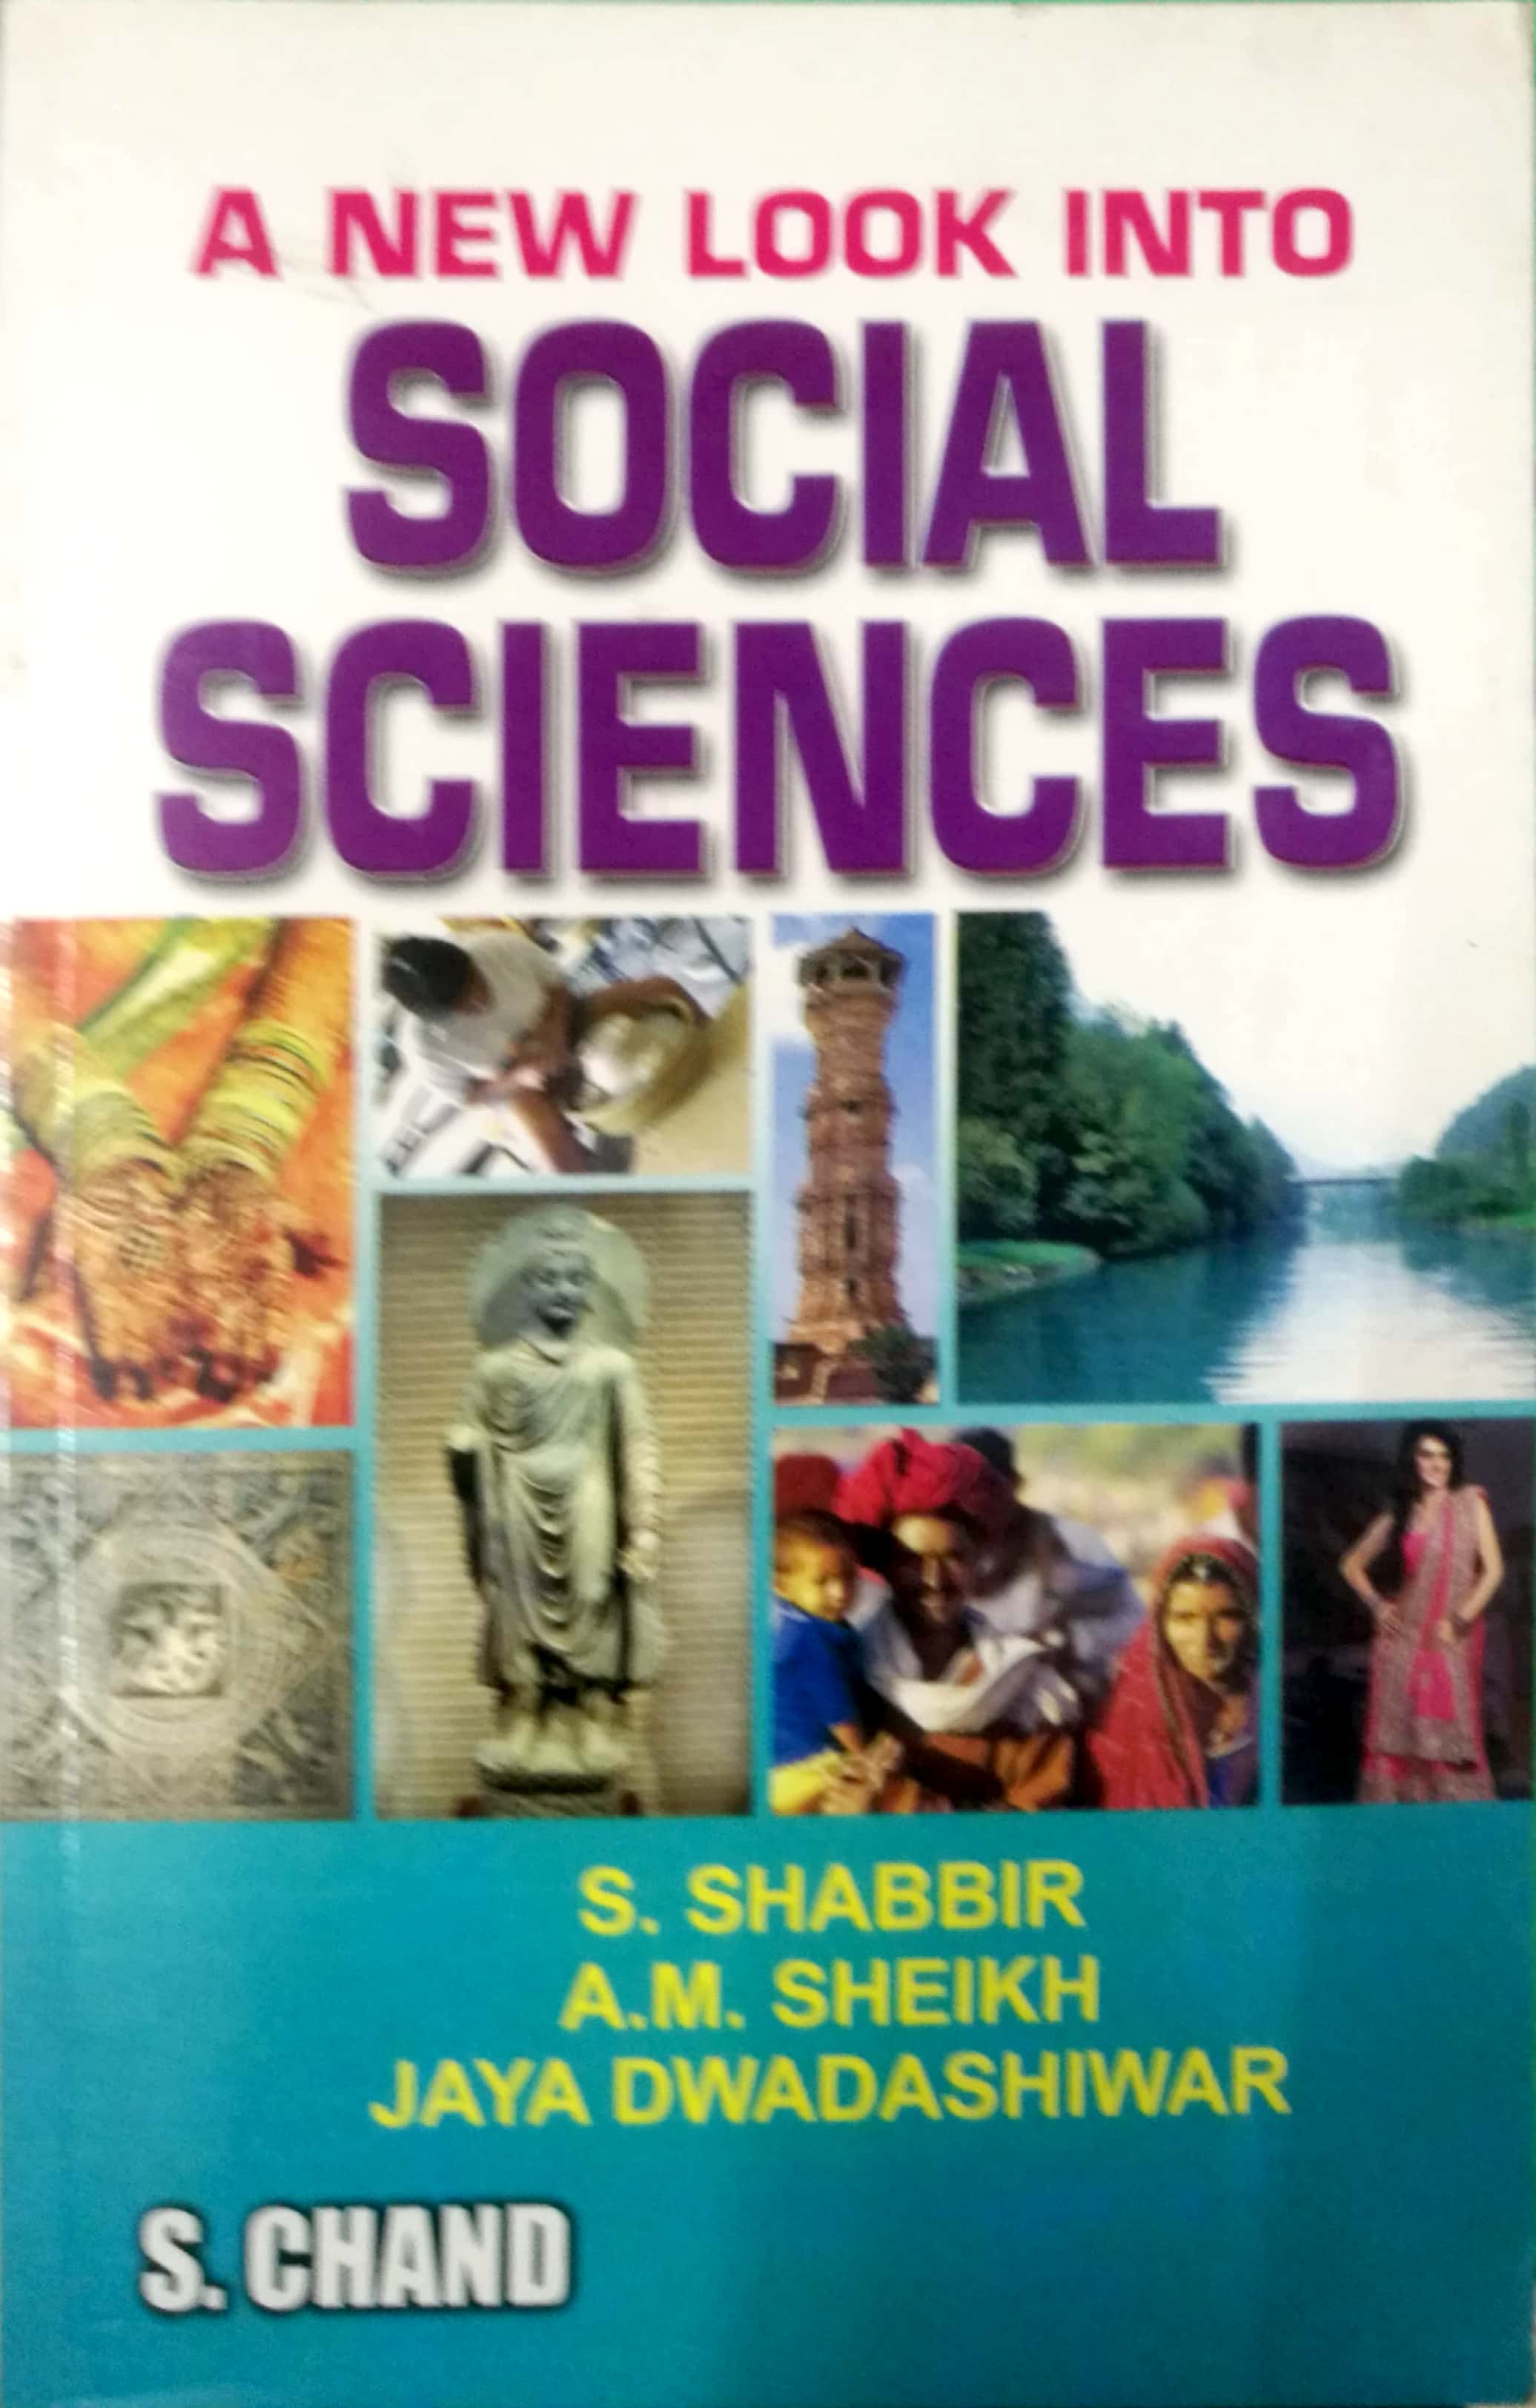 A NEW LOOK INTO
SOCIAL
SCIENCES
S. SHABBIR
A.M. SHEIKH
JAYA DWADASHIWAR
S. CHAND